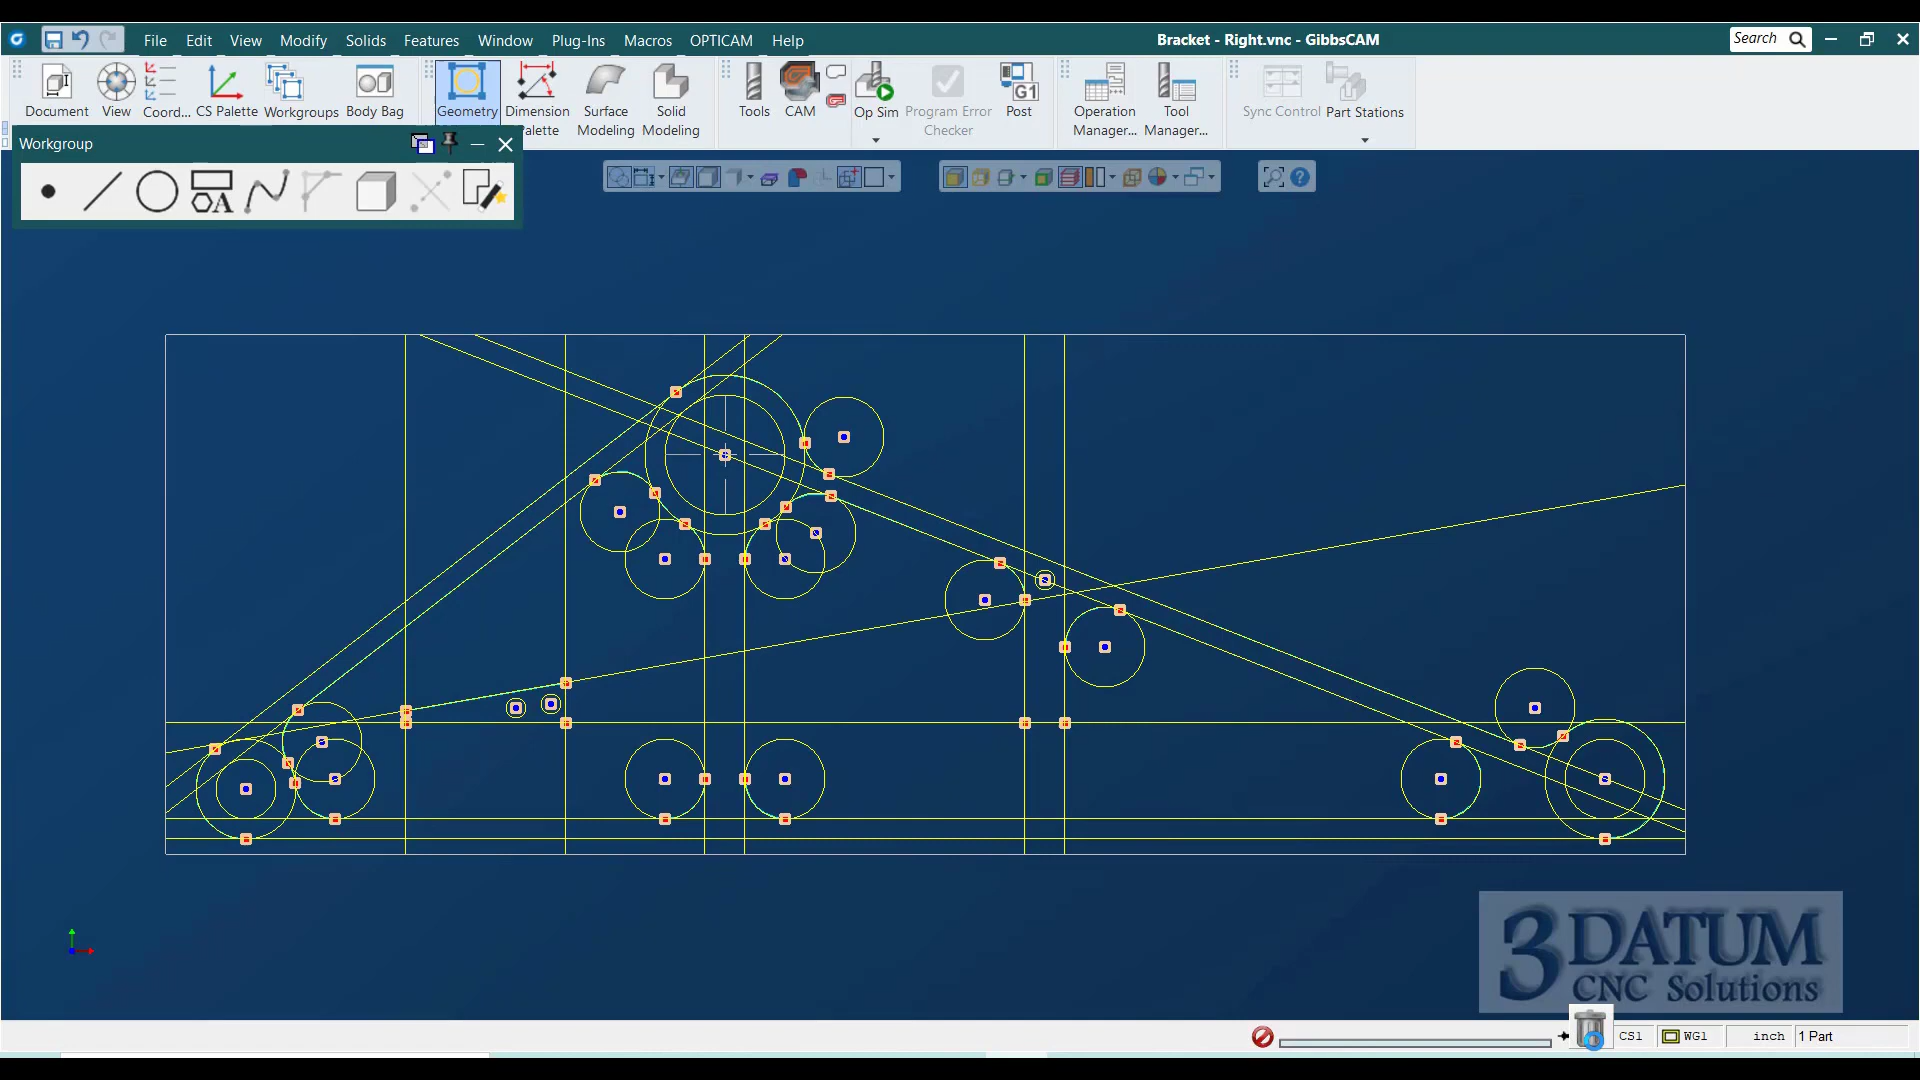 File Edit View Modify Solids Features Window Plug-Ins Macros OPTICAM Help
Bracket - Right.vnc - GibbsCAM
Search
Document View Coord... CS Palette Workgroups Body Bag
Geometry Dimension Surface Modeling Solid Modeling
Tools CAM Op Sim Program Error Checker G1 Post
Operation Manager... Tool Manager... Sync Control Part Stations
Workgroup
A
3DATUM
CNC Solutions
CS1 WG1 inch 1 Part